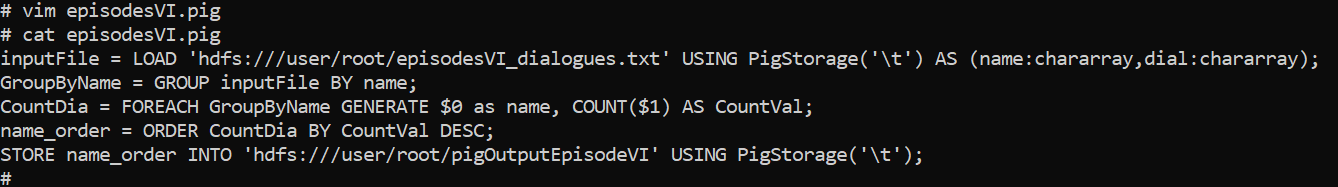 # vim episodesVI.pig
# cat episodesVI.pig
inputFile = LOAD 'hdfs:///user/root/episodesVI_dialogues.txt' USING PigStorage('\t') AS (name:chararray,dial:chararray);
GroupByName = GROUP inputFile BY name;
CountDia = FOREACH GroupByName GENERATE $0 as name, COUNT($1) AS CountVal;
name_order = ORDER CountDia BY CountVal DESC;
STORE name_order INTO 'hdfs:///user/root/pigOutputEpisodeVI' USING PigStorage('\t');
#